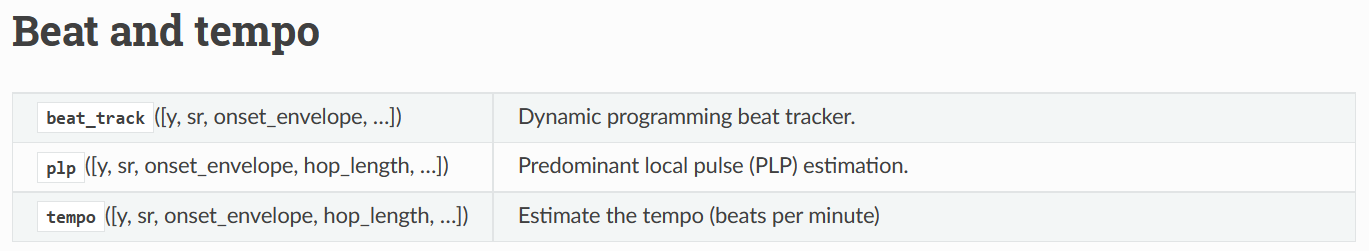 Beat and tempo
beat_track([y, sr, onset_envelope, ...]) Dynamic programming beat tracker.
plp([y, sr, onset_envelope, hop_length, ...]) Predominant local pulse (PLP) estimation.
tempo([y, sr, onset_envelope, hop_length, ...]) Estimate the tempo (beats per minute)